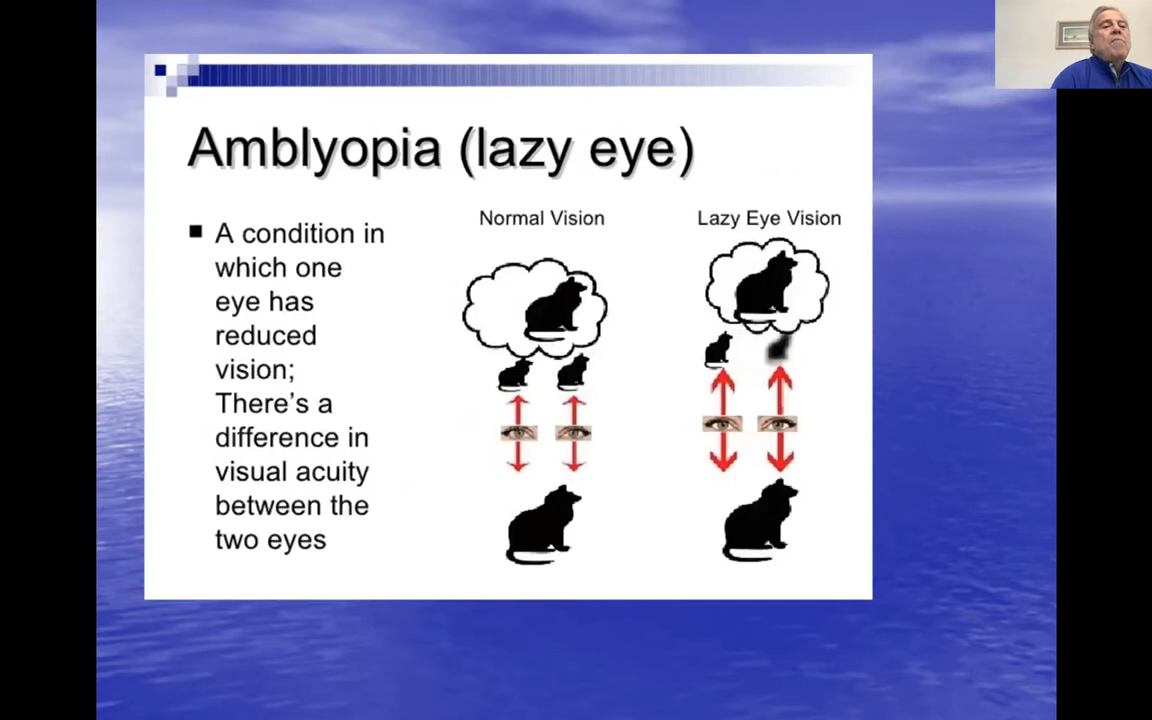 Amblyopia (lazy eye)
A condition in
which one
eye has
reduced
vision;
There's a
difference in
visual acuity
between the
two eyes
Normal Vision
Lazy Eye Vision